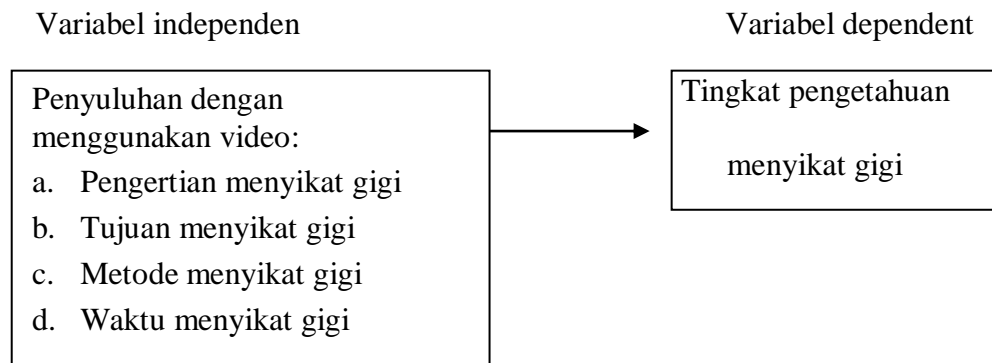 Variabel independen
Variabel dependent
Penyuluhan dengan
menggunakan video:
a. Pengertian menyikat gigi
b. Tujuan menyikat gigi
c. Metode menyikat gigi
d. Waktu menyikat gigi
Tingkat pengetahuan
menyikat gigi